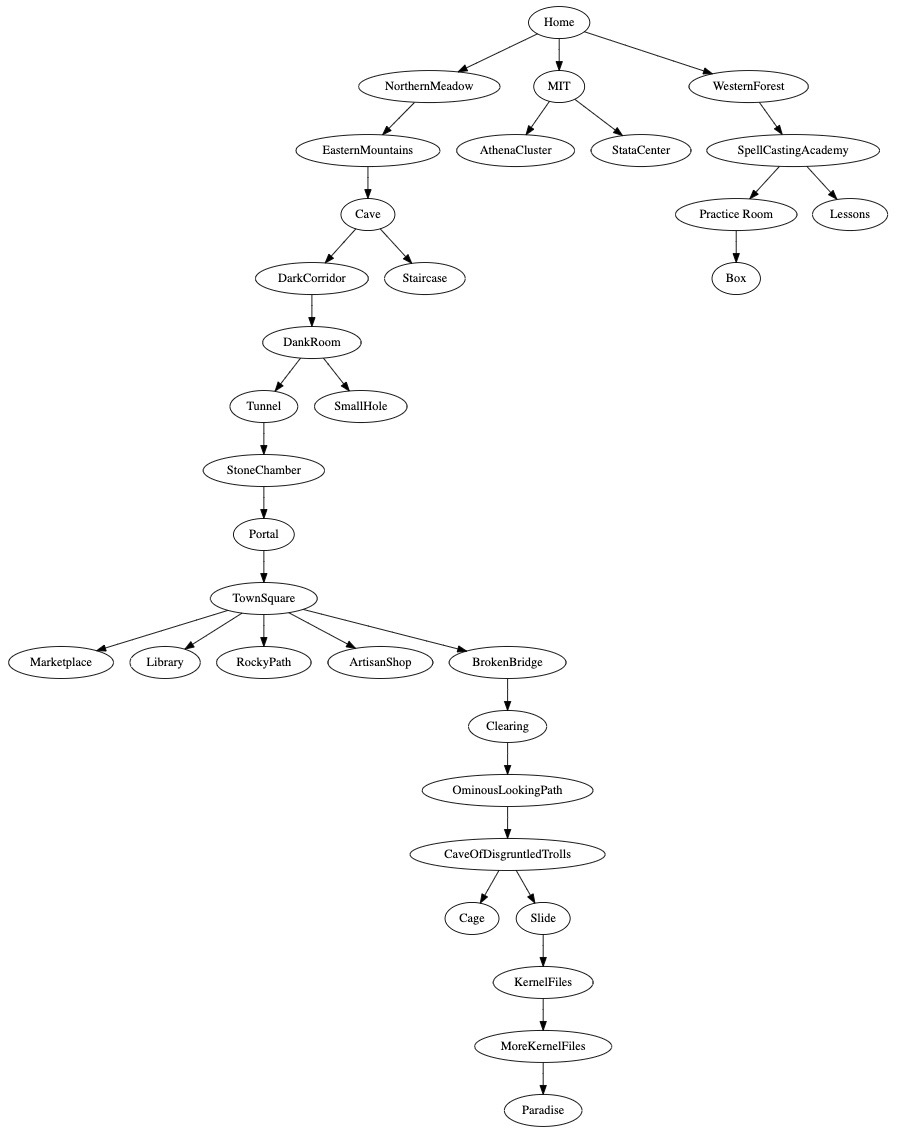 Home
NorthernMeadow
MIT
WesternForest
EasternMountains
AthenaCluster
StataCenter
SpellCastingAcademy
Cave
Practice Room
Lessons
DarkCorridor
Staircase
Box
DankRoom
Tunnel
SmallHole
StoneChamber
Portal
TownSquare
Marketplace
Library
RockyPath
ArtisanShop
BrokenBridge
Clearing
OminousLookingPath
CaveOfDisgruntledTrolls
Cage
Slide
KernelFiles
MoreKernelFiles
Paradise